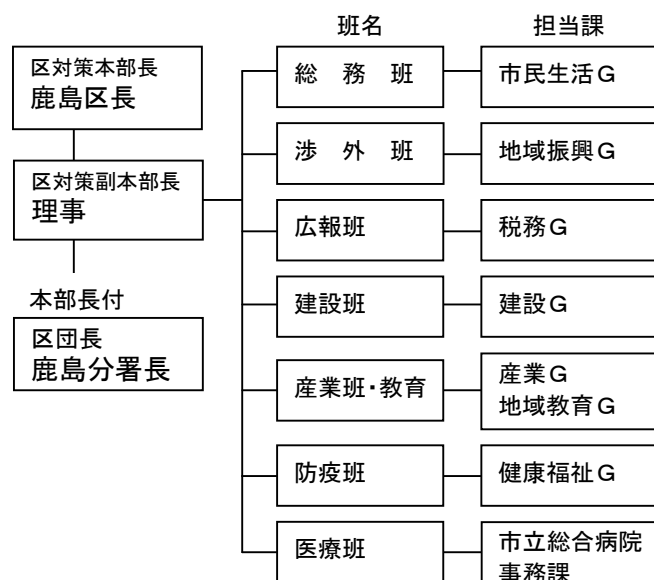 班名 担当課
区対策本部長
鹿島区長
区対策副本部長
理事
本部長付
区団長
鹿島分署長
総 務 班 市民生活G
渉 外 班 地域振興G
広報班 税務G
建設班 建設G
産業班・教育 産業G
地域教育G
防疫班 健康福祉G
医療班 市立総合病院
事務課